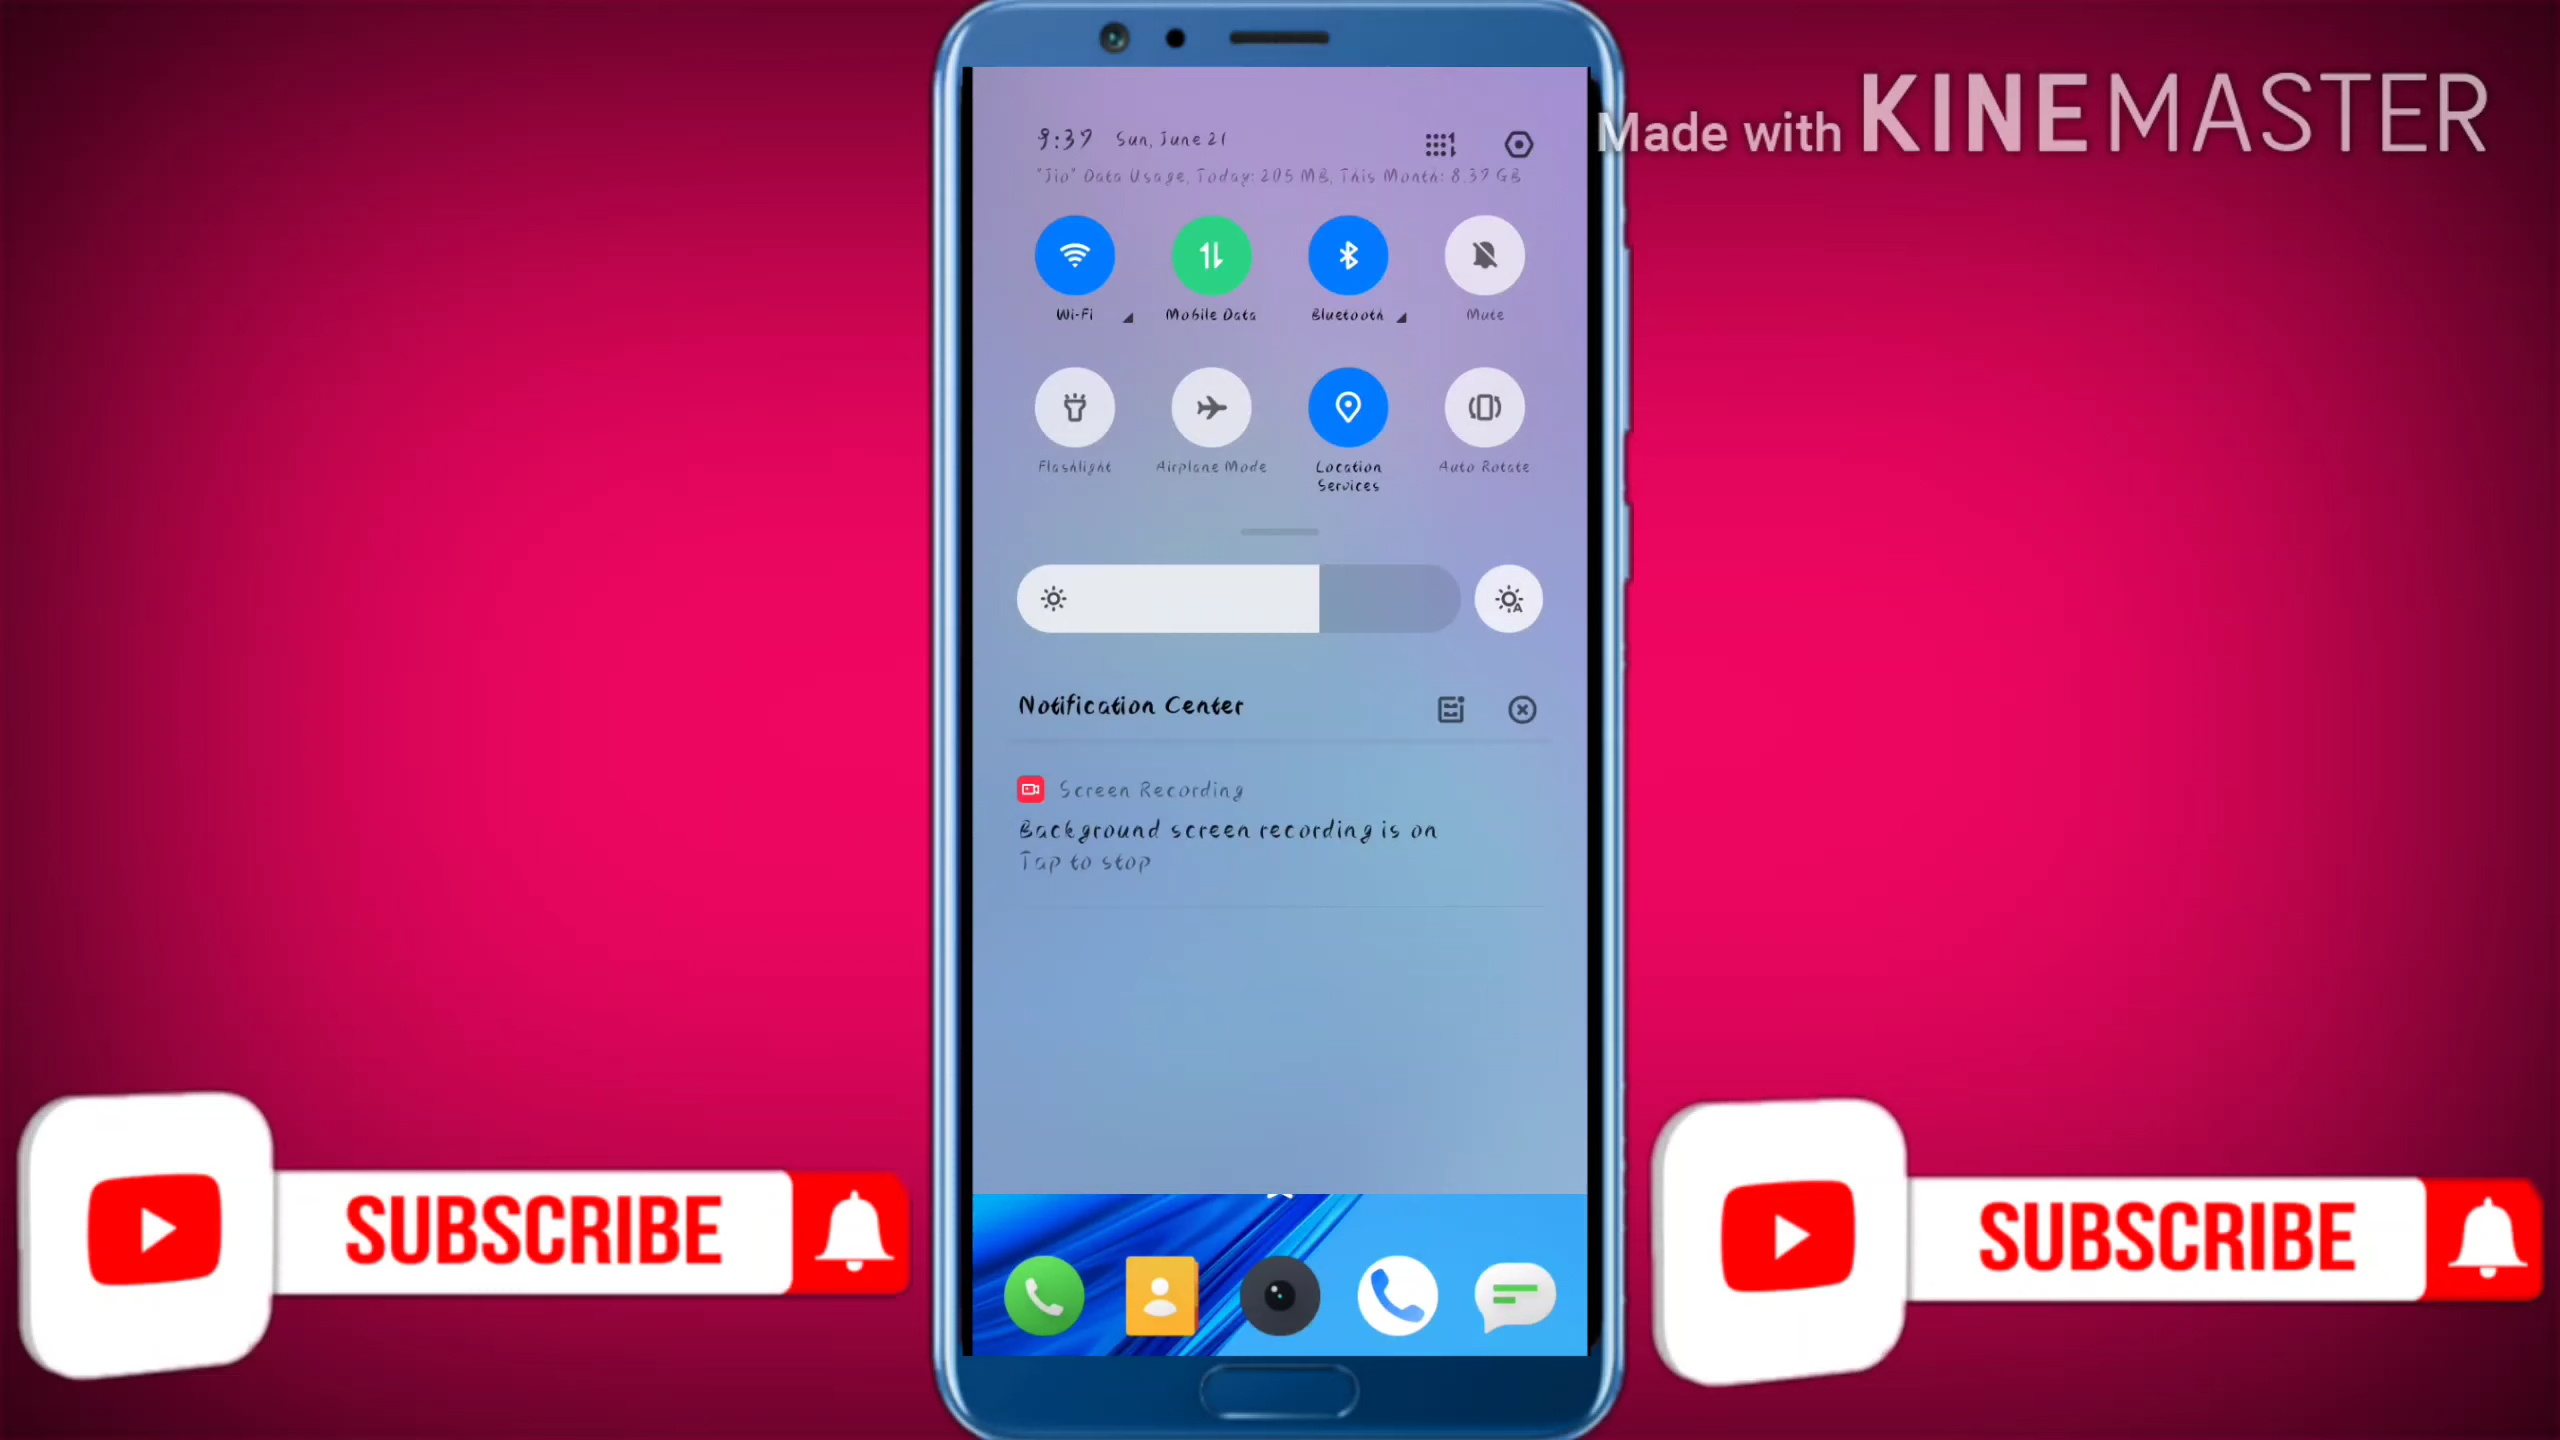 Made with KINEMASTER
9:37 Sun, June 21
"Jio" Data Usage, Today: 205 MB, This Month: 8.37 GB
Wi-Fi Mobile Data Bluetooth Mute
Flashlight Airplane Mode Location Services Auto Rotate
Notification Center
Screen Recording
Background screen recording is on
Tap to stop
SUBSCRIBE
SUBSCRIBE